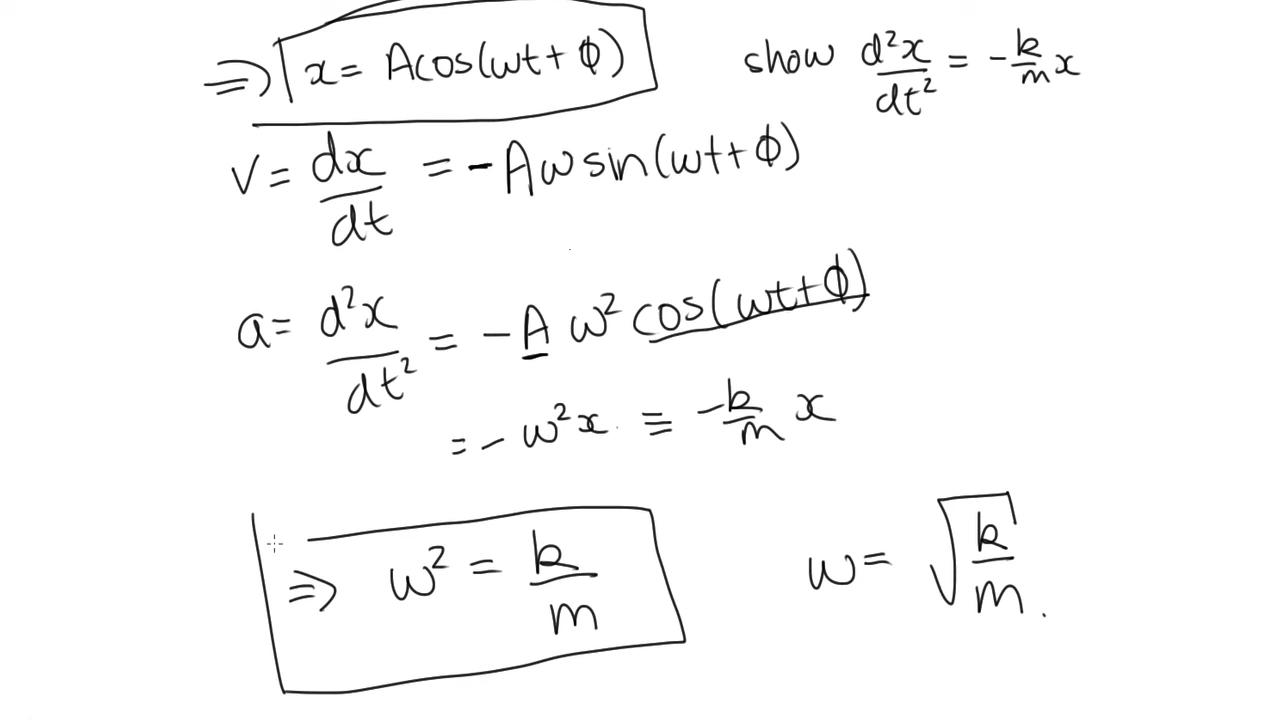 ⇒ x = Acos(ωt + ϕ)
show d²x/dt² = -k/m x
v = dx/dt = -Aω sin(ωt + ϕ)
a = d²x/dt² = -A ω² cos(ωt + ϕ)
= -ω²x ≡ -k/m x
⇒ ω² = k/m
ω = √(k/m).